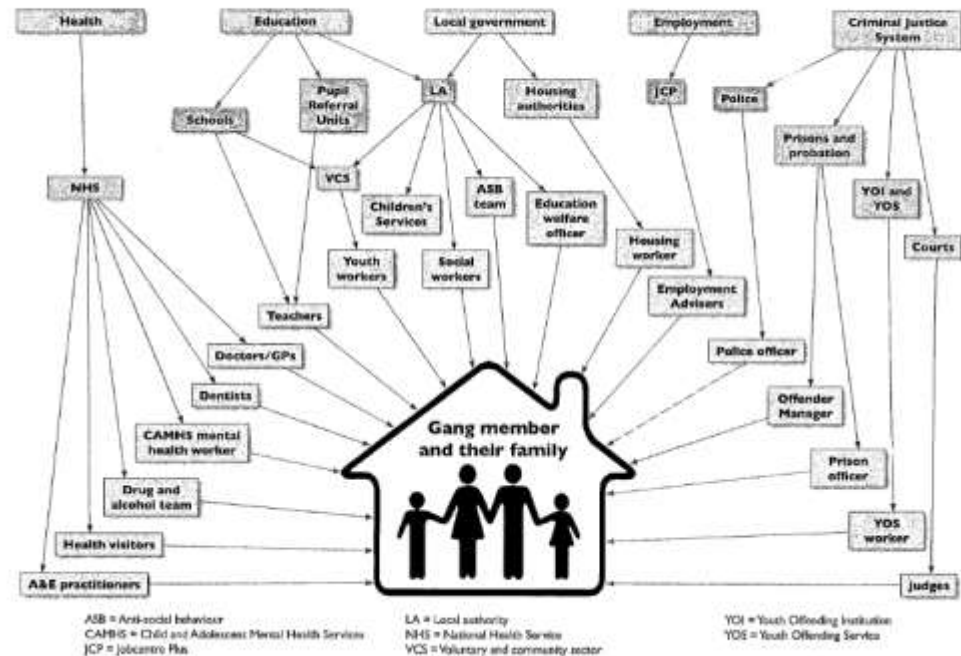 Health
Education
Local government
Employment
Criminal Justice
System
Schools
Pupil
Referral
Units
LA
Housing
authorities
JCP
Police
Prisons and
probation
NHS
VCS
Children's
Services
ASB
team
Education
welfare
officer
YOI and
YOS
Courts
Youth
workers
Social
workers
Housing
worker
Employment
Advisers
Teachers
Doctors/GPs
Police officer
Dentists
Offender
Manager
CAMHS mental
health worker
Gang member
and their family
Prison
officer
Drug and
alcohol team
Health visitors
YOS
worker
A&E practitioners
Judges
ASB = Anti-social behaviour
CAMHS = Child and Adolescent Mental Health Services
JCP = Jobcentre Plus
LA = Local authority
NHS = National Health Service
VCS = Voluntary and community sector
YOI = Youth Offending Institution
YOS = Youth Offending Service